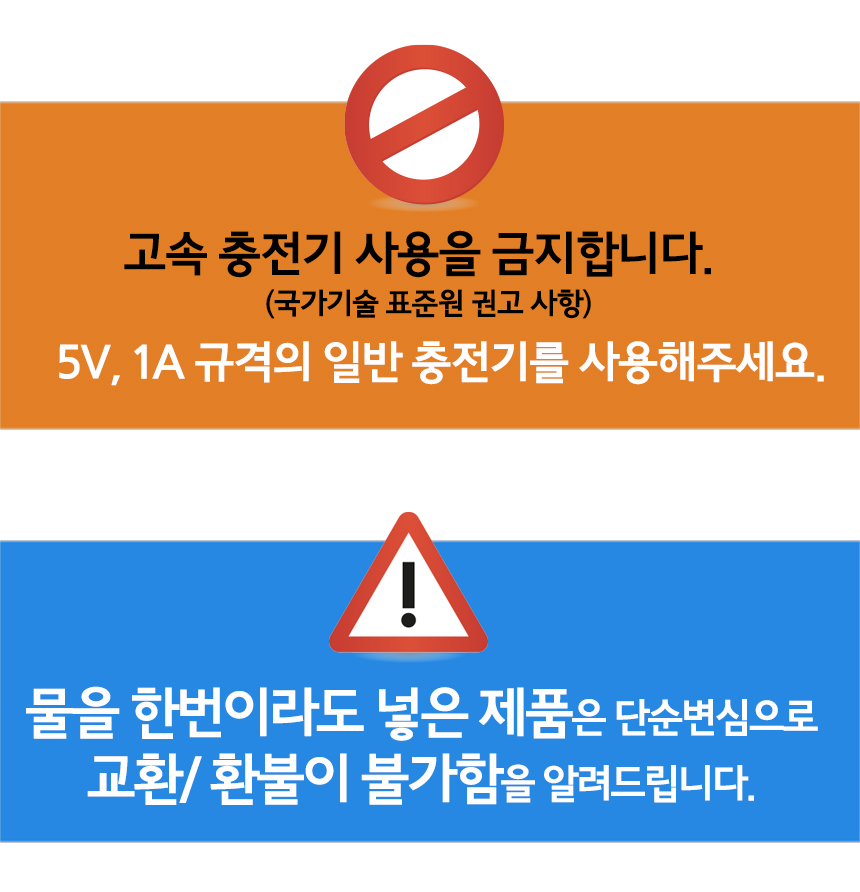 고속 충전기 사용을 금지합니다.
(국가기술 표준원 권고 사항)
5V, 1A 규격의 일반 충전기를 사용해주세요.
!
물을 한번이라도 넣은 제품은 단순변심으로
교환/ 환불이 불가함을 알려드립니다.